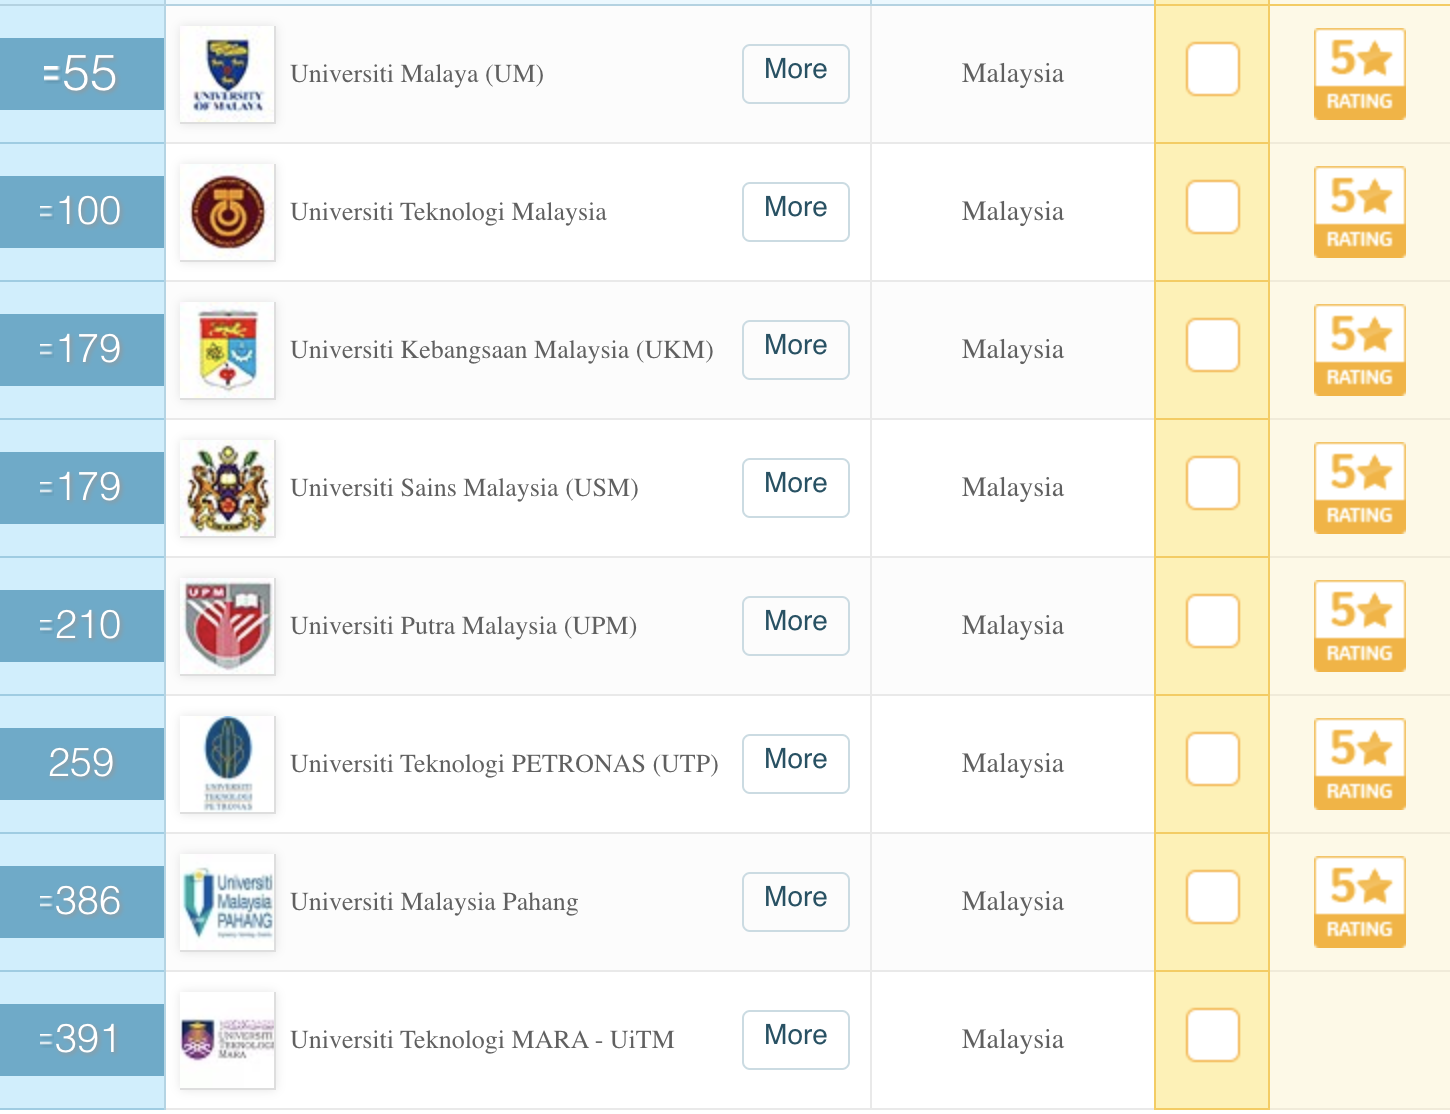 =55
UNIVERSITY
OF MALAYA
Universiti Malaya (UM)
More
Malaysia
5
RATING
=100
Universiti Teknologi Malaysia
More
Malaysia
5
RATING
=179
Universiti Kebangsaan Malaysia (UKM)
More
Malaysia
5
RATING
=179
Universiti Sains Malaysia (USM)
More
Malaysia
5
RATING
=210
UPM
Universiti Putra Malaysia (UPM)
More
Malaysia
5
RATING
259
UNIVERSITI
TEKNOLOGI
PETRONAS
Universiti Teknologi PETRONAS (UTP)
More
Malaysia
5
RATING
=386
Universiti
Malaysia
PAHANG
Universiti Malaysia Pahang
More
Malaysia
5
RATING
=391
UNIVERSITI
TEKNOLOGI
MARA
Universiti Teknologi MARA - UiTM
More
Malaysia